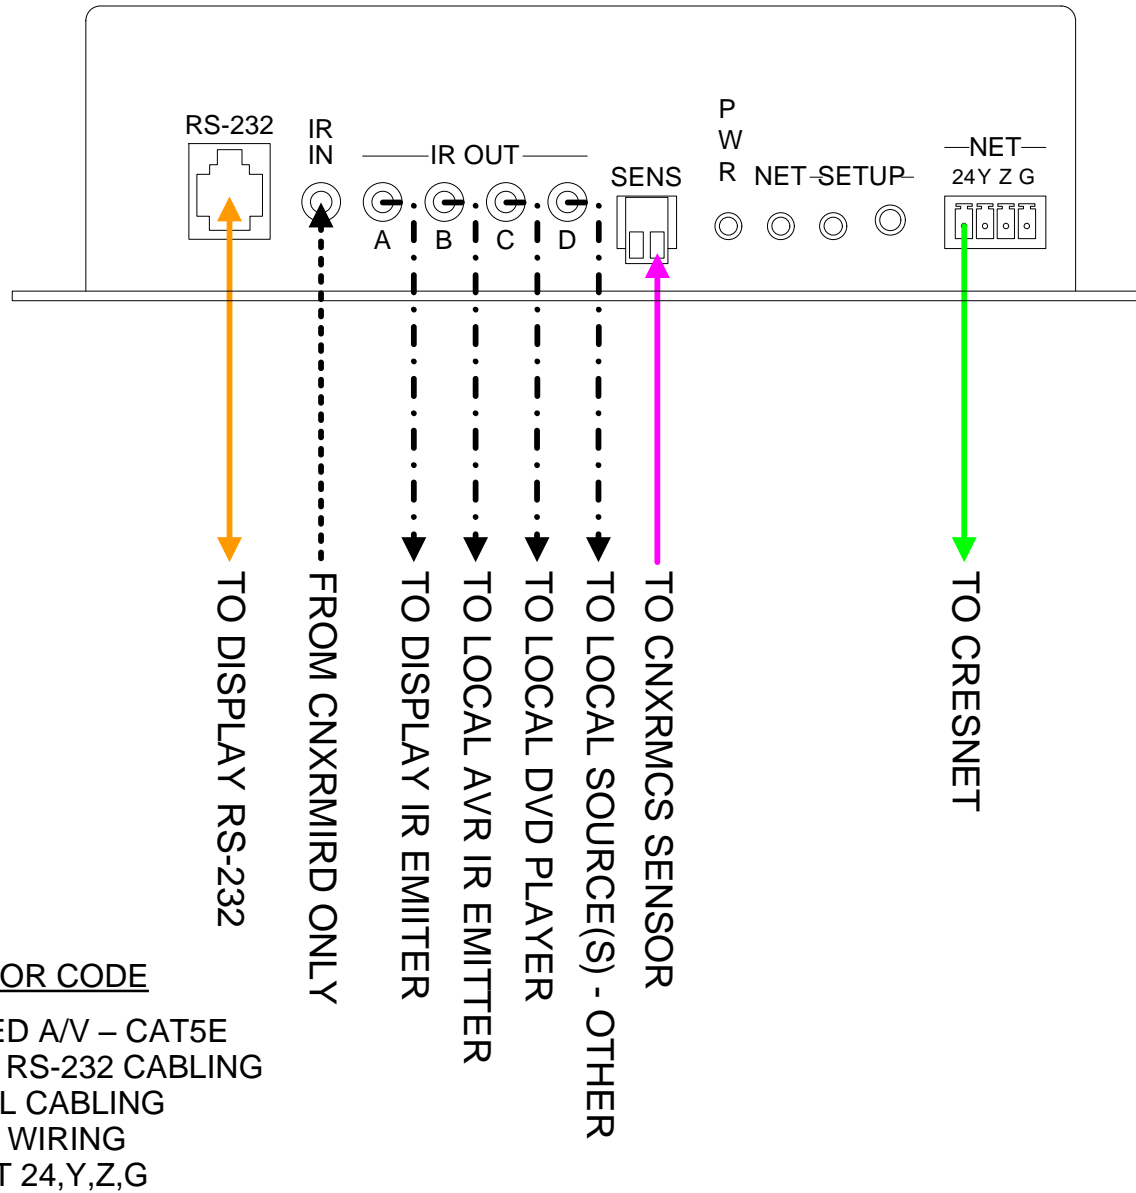 RS-232
IR
IN
IR OUT
A
B
C
D
SENS
P
W
R
NET
SETUP
NET
24 Y Z G
TO DISPLAY RS-232
FROM CNXRMIRD ONLY
TO DISPLAY IR EMIITER
TO LOCAL AVR IR EMITTER
TO LOCAL DVD PLAYER
TO LOCAL SOURCE(S) - OTHER
TO CNXRMCS SENSOR
TO CRESNET
OR CODE
ED A/V – CAT5E
RS-232 CABLING
L CABLING
WIRING
T 24,Y,Z,G